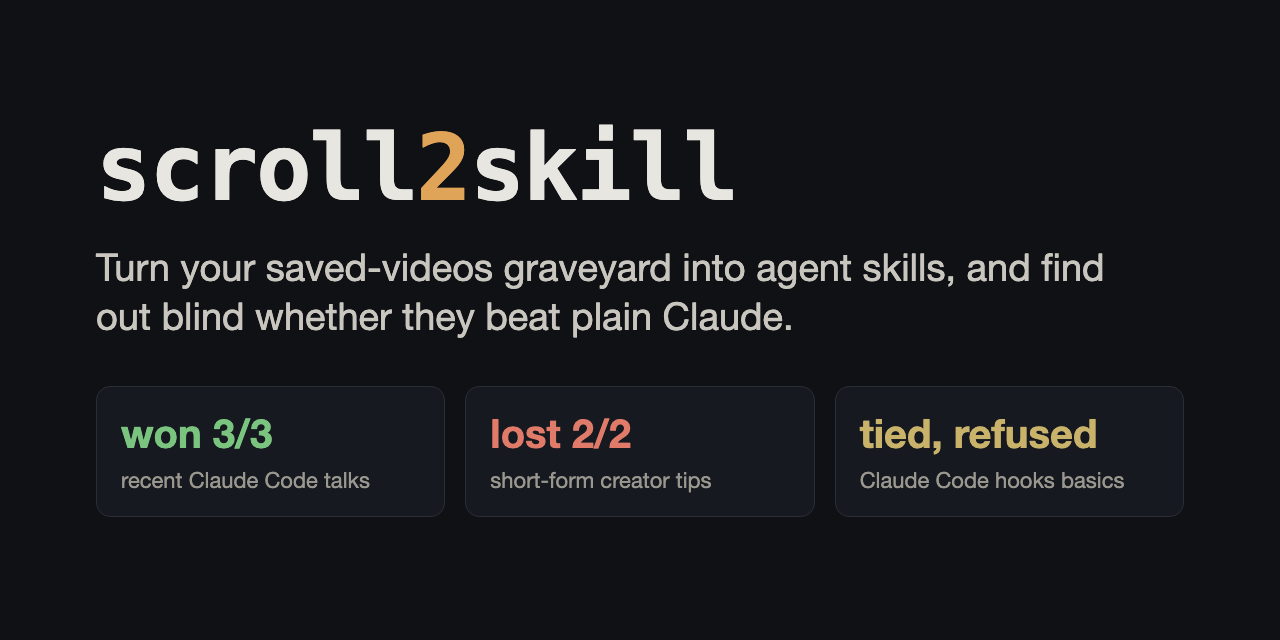 scroll2skill
Turn your saved-videos graveyard into agent skills, and find
out blind whether they beat plain Claude.
won 3/3
recent Claude Code talks
lost 2/2
short-form creator tips
tied, refused
Claude Code hooks basics